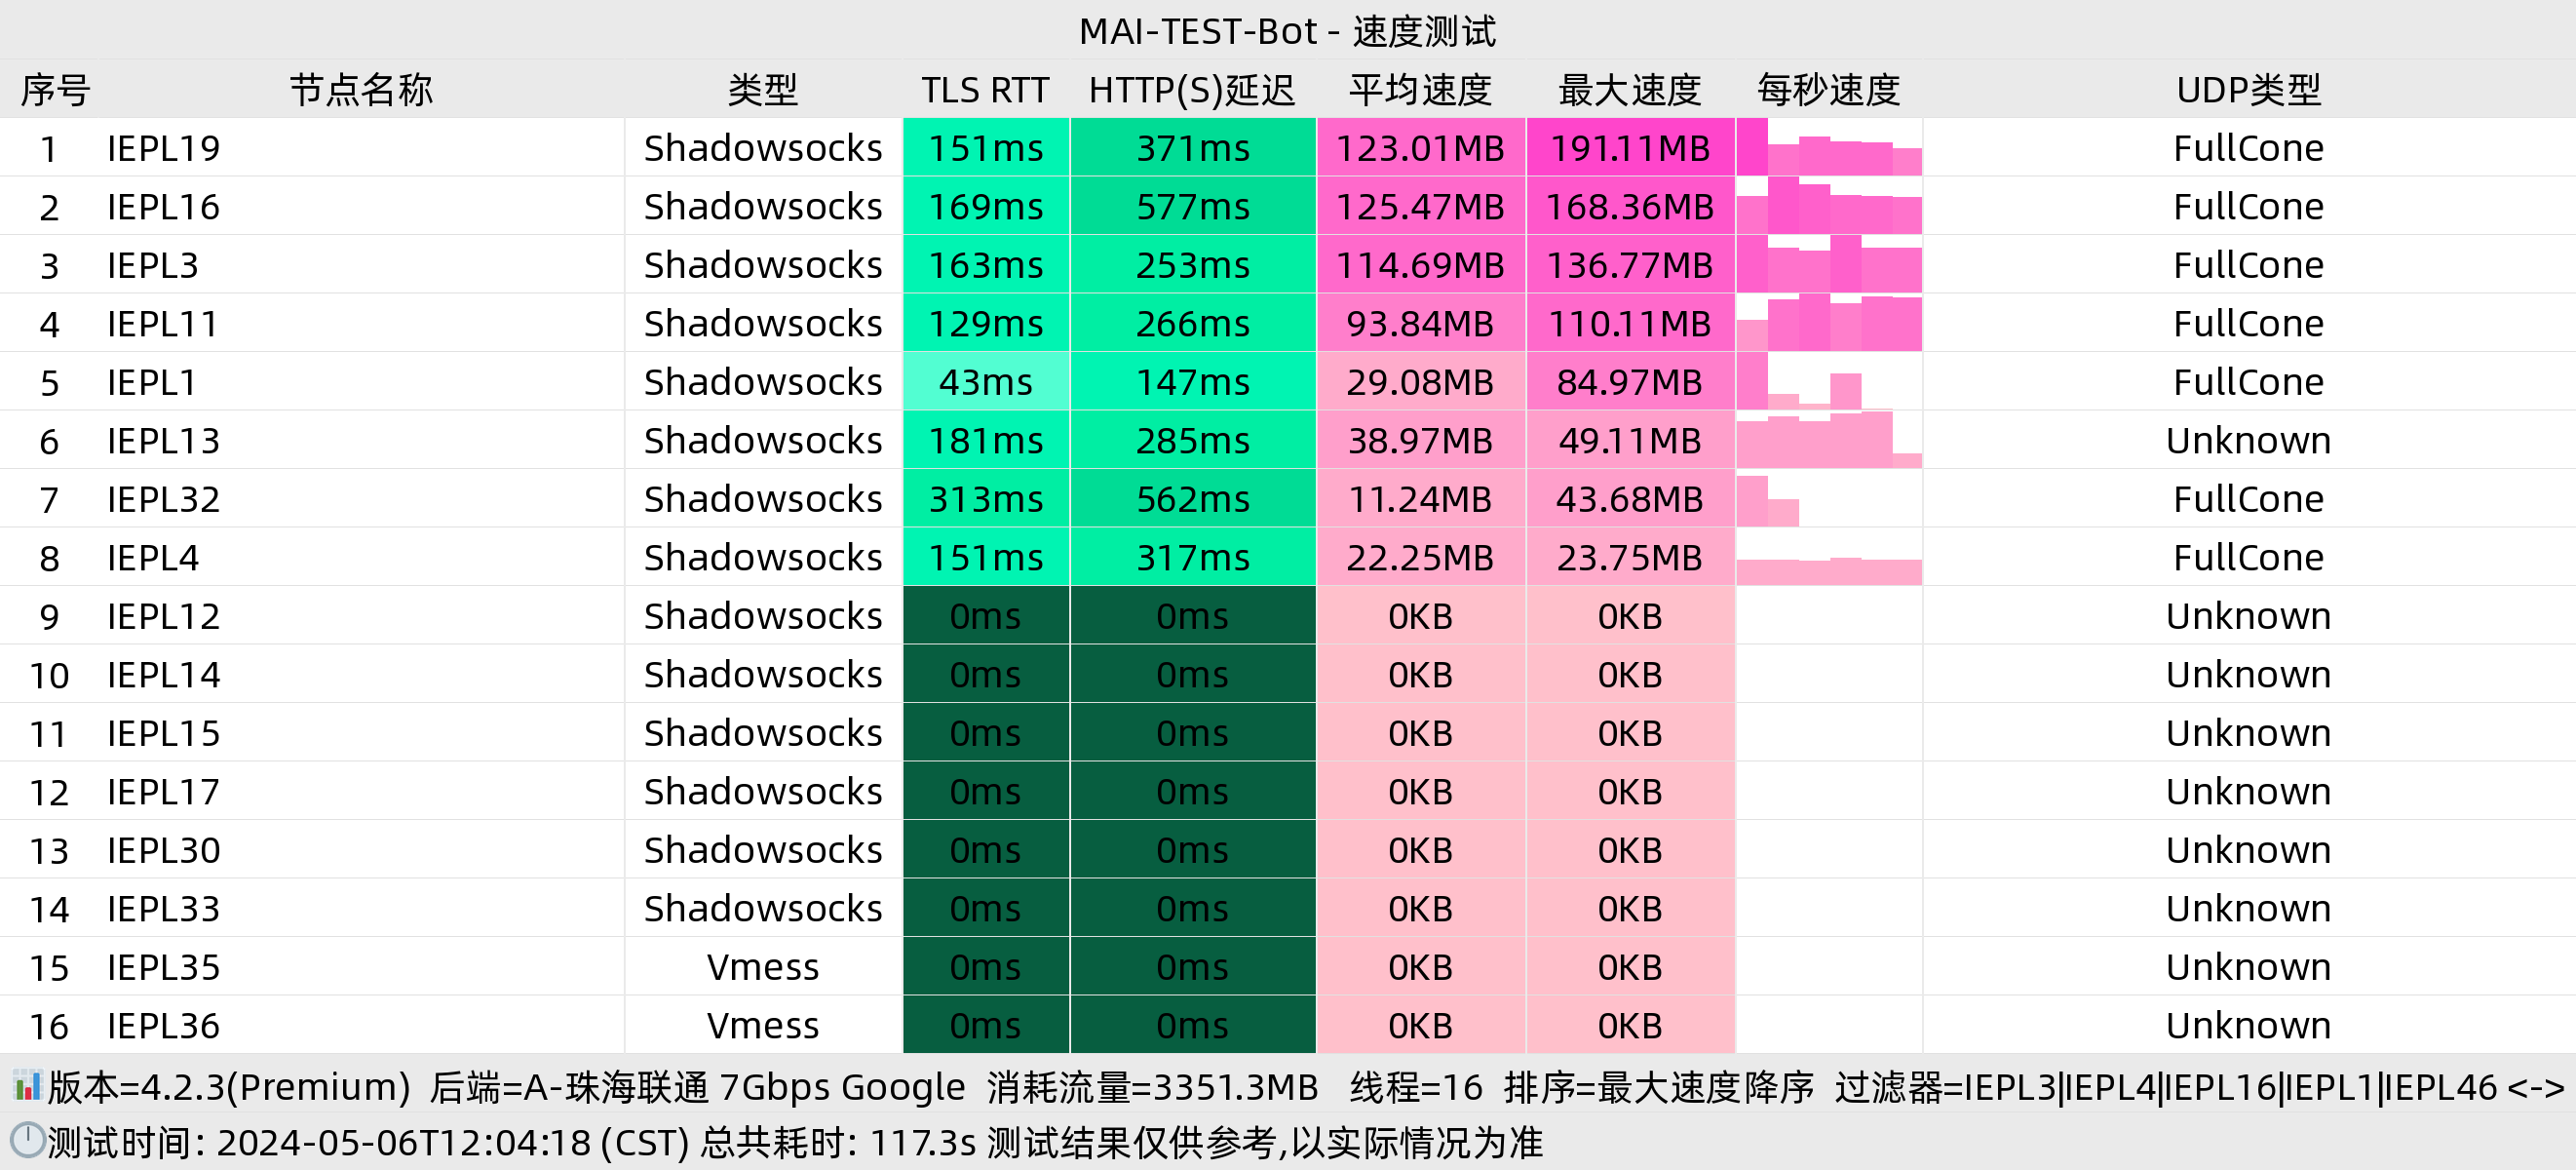 MAI-TEST-Bot - 速度测试
序号 节点名称 类型 TLS RTT HTTP(S)延迟 平均速度 最大速度 每秒速度 UDP类型
1 IEPL19 Shadowsocks 151ms 371ms 123.01MB 191.11MB FullCone
2 IEPL16 Shadowsocks 169ms 577ms 125.47MB 168.36MB FullCone
3 IEPL3 Shadowsocks 163ms 253ms 114.69MB 136.77MB FullCone
4 IEPL11 Shadowsocks 129ms 266ms 93.84MB 110.11MB FullCone
5 IEPL1 Shadowsocks 43ms 147ms 29.08MB 84.97MB FullCone
6 IEPL13 Shadowsocks 181ms 285ms 38.97MB 49.11MB Unknown
7 IEPL32 Shadowsocks 313ms 562ms 11.24MB 43.68MB FullCone
8 IEPL4 Shadowsocks 151ms 317ms 22.25MB 23.75MB FullCone
9 IEPL12 Shadowsocks 0ms 0ms 0KB 0KB Unknown
10 IEPL14 Shadowsocks 0ms 0ms 0KB 0KB Unknown
11 IEPL15 Shadowsocks 0ms 0ms 0KB 0KB Unknown
12 IEPL17 Shadowsocks 0ms 0ms 0KB 0KB Unknown
13 IEPL30 Shadowsocks 0ms 0ms 0KB 0KB Unknown
14 IEPL33 Shadowsocks 0ms 0ms 0KB 0KB Unknown
15 IEPL35 Vmess 0ms 0ms 0KB 0KB Unknown
16 IEPL36 Vmess 0ms 0ms 0KB 0KB Unknown
版本=4.2.3(Premium) 后端=A-珠海联通 7Gbps Google 消耗流量=3351.3MB 线程=16 排序=最大速度降序 过滤器=IEPL3|IEPL4|IEPL16|IEPL1|IEPL46 <->
测试时间: 2024-05-06T12:04:18 (CST) 总共耗时: 117.3s 测试结果仅供参考,以实际情况为准